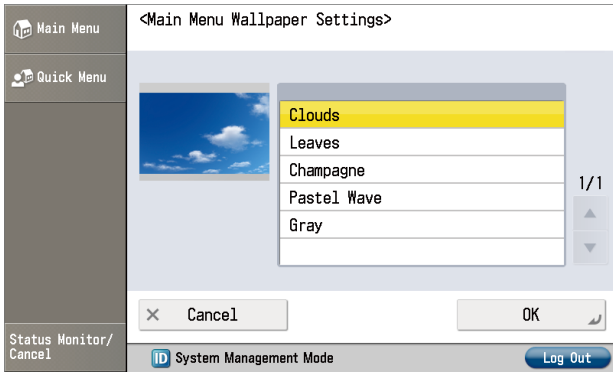 Main Menu
<Main Menu Wallpaper Settings>
Quick Menu
Clouds
Leaves
Champagne
Pastel Wave
Gray
1/1
Cancel
OK
Status Monitor/
Cancel
ID System Management Mode
Log Out